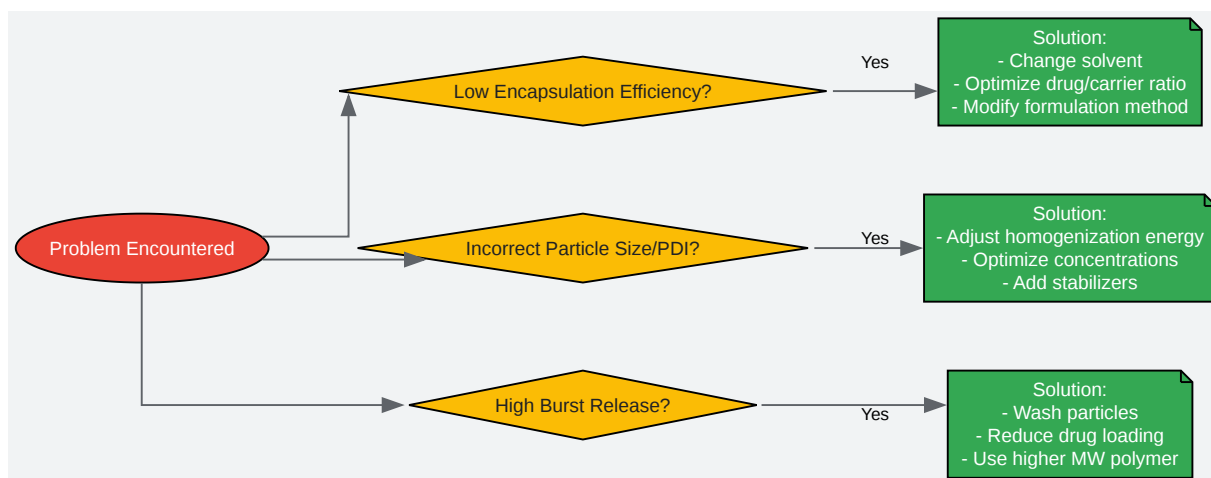 Low Encapsulation Efficiency?
Yes
Solution:
- Change solvent
- Optimize drug/carrier ratio
- Modify formulation method
Problem Encountered
Incorrect Particle Size/PDI?
Yes
Solution:
- Adjust homogenization energy
- Optimize concentrations
- Add stabilizers
High Burst Release?
Yes
Solution:
- Wash particles
- Reduce drug loading
- Use higher MW polymer